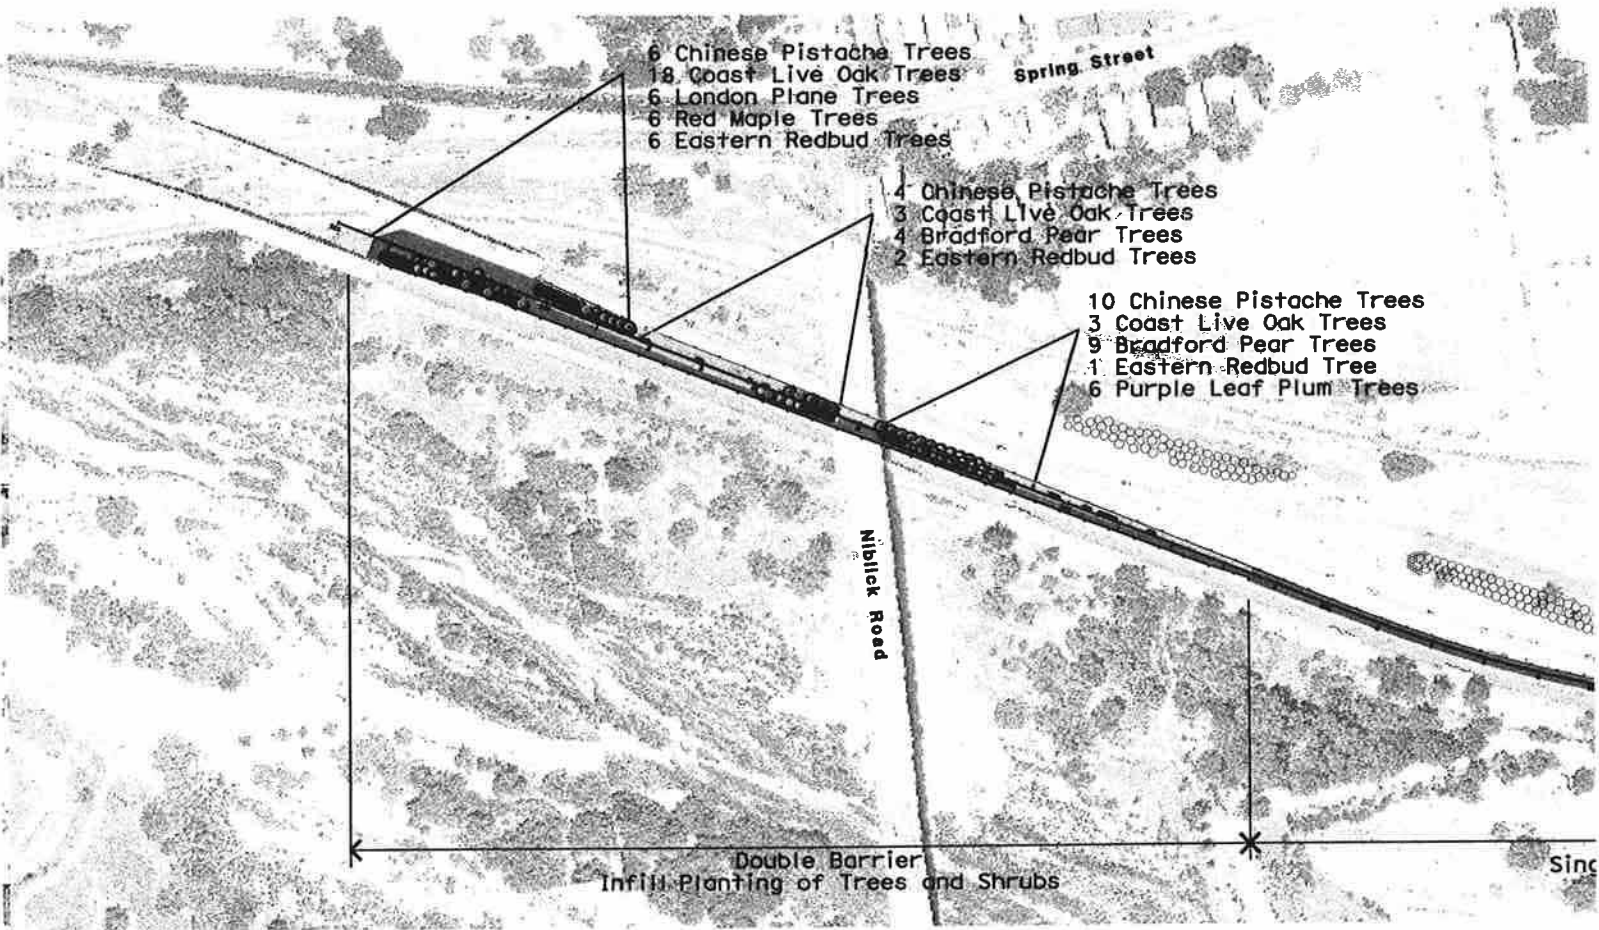 6 Chinese Pistache Trees
18 Coast Live Oak Trees
6 London Plane Trees
6 Red Maple Trees
6 Eastern Redbud Trees
Spring Street
4 Chinese Pistache Trees
3 Coast Live Oak Trees
4 Bradford Pear Trees
2 Eastern Redbud Trees
10 Chinese Pistache Trees
3 Coast Live Oak Trees
9 Bradford Pear Trees
1 Eastern Redbud Tree
6 Purple Leaf Plum Trees
Niblick Road
Double Barrier
Infill Planting of Trees and Shrubs
Sing